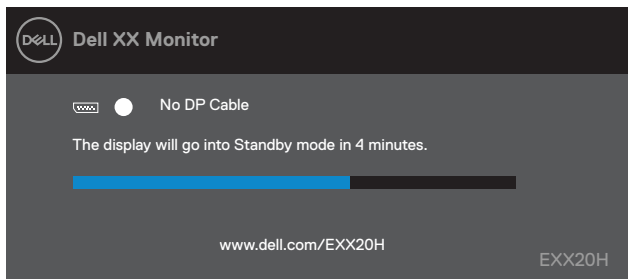 DELL
Dell XX Monitor
No DP Cable
The display will go into Standby mode in 4 minutes.
www.dell.com/EXX20H
EXX20H